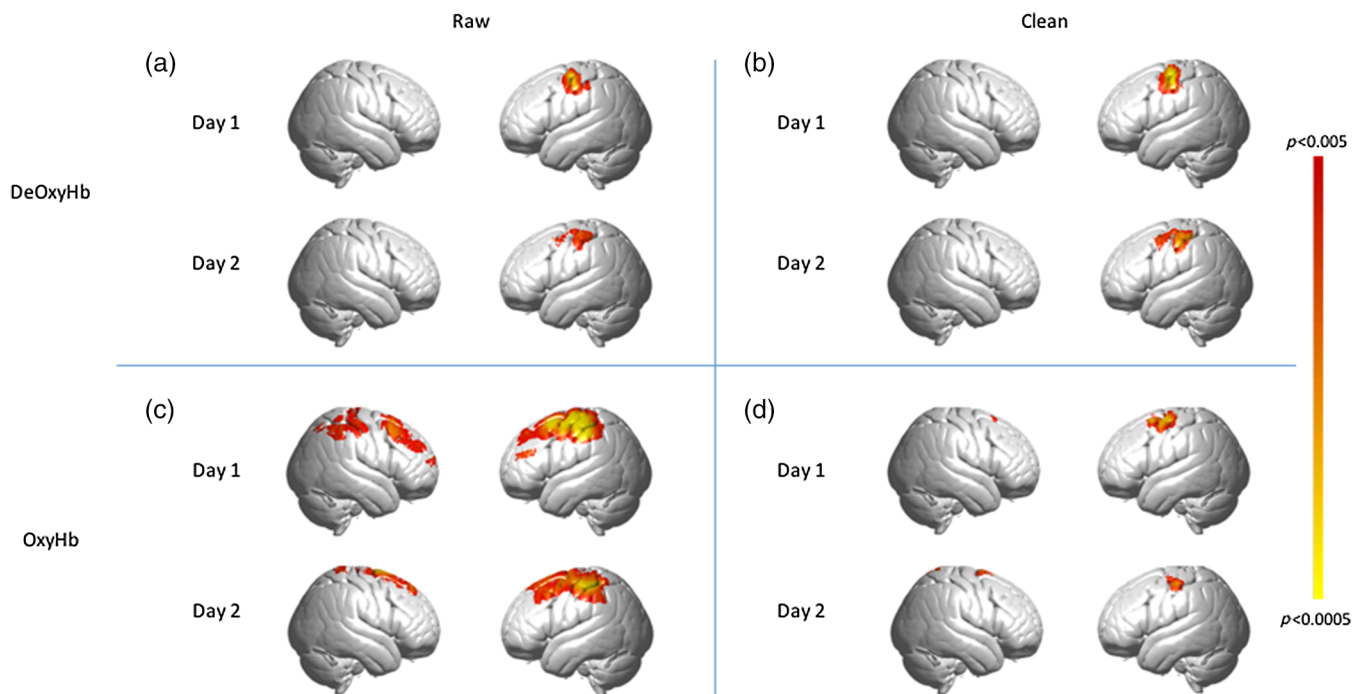 Raw
Clean
(a)
(b)
Day 1
Day 1
p<0.005
DeOxyHb
Day 2
Day 2
(c)
(d)
Day 1
Day 1
OxyHb
Day 2
Day 2
p<0.0005